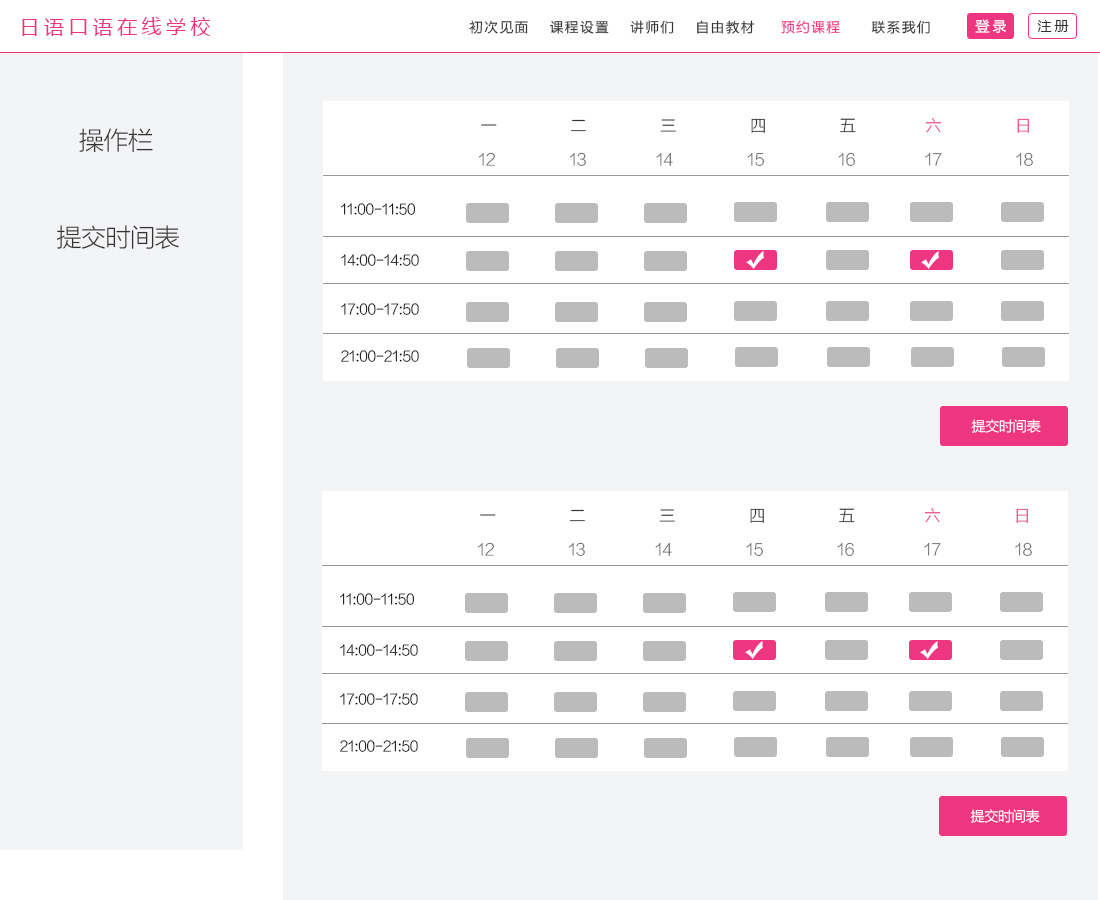 日语口语在线学校 初次见面 课程设置 讲师们 自由教材 预约课程 联系我们 登录 注册
操作栏
提交时间表
一 二 三 四 五 六 日
12 13 14 15 16 17 18
11:00-11:50
14:00-14:50
17:00-17:50
21:00-21:50
提交时间表
一 二 三 四 五 六 日
12 13 14 15 16 17 18
11:00-11:50
14:00-14:50
17:00-17:50
21:00-21:50
提交时间表